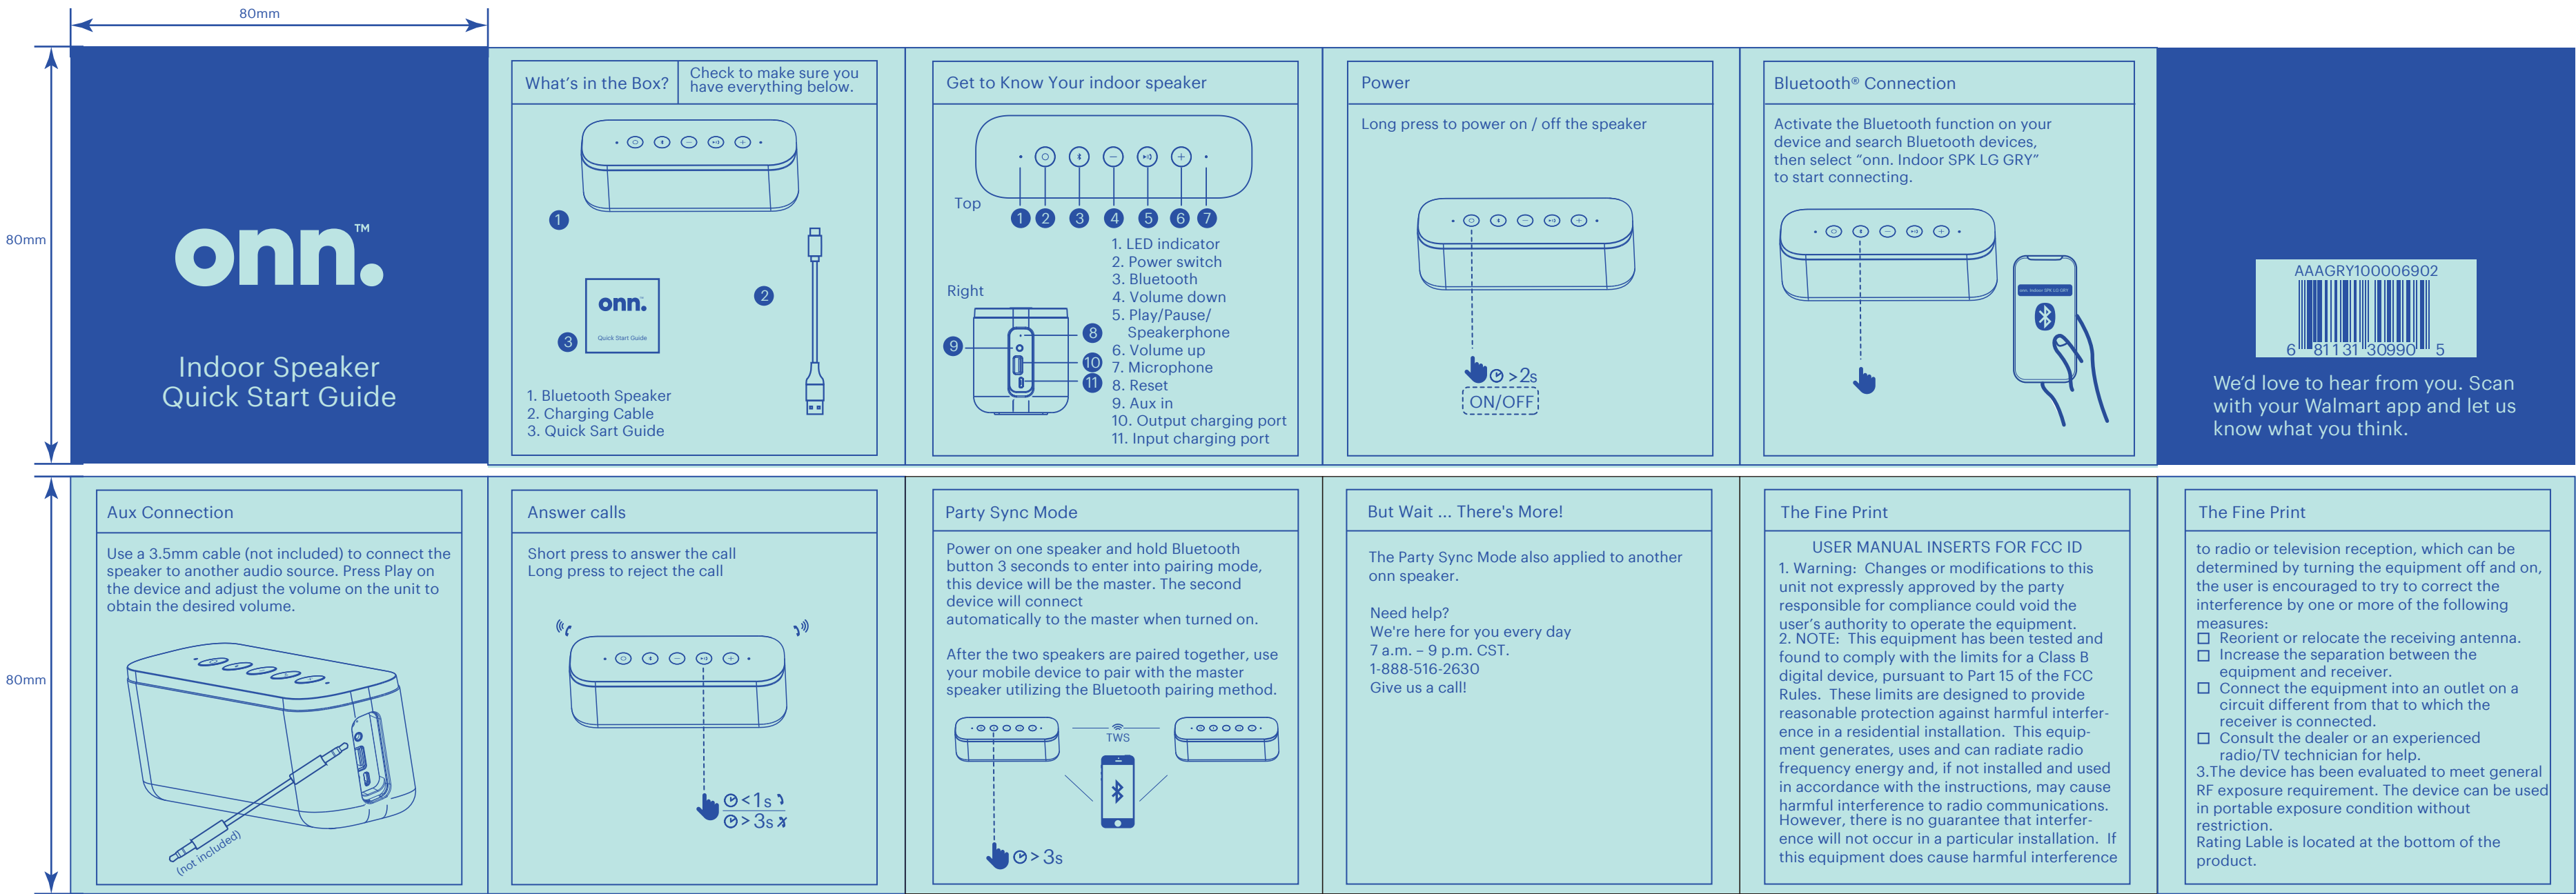 80mm
80mm
onn.™
Indoor Speaker
Quick Start Guide
What's in the Box?
Check to make sure you
have everything below.
1
2
onn.™
Quick Start Guide
3
1. Bluetooth Speaker
2. Charging Cable
3. Quick Sart Guide
Get to Know Your indoor speaker
Top
1 2 3 4 5 6 7
Right
8
9
10
11
1. LED indicator
2. Power switch
3. Bluetooth
4. Volume down
5. Play/Pause/
Speakerphone
6. Volume up
7. Microphone
8. Reset
9. Aux in
10. Output charging port
11. Input charging port
Power
Long press to power on / off the speaker
>2s
ON/OFF
Bluetooth® Connection
Activate the Bluetooth function on your
device and search Bluetooth devices,
then select “onn. Indoor SPK LG GRY”
to start connecting.
onn. Indoor SPK LG GRY
AAAGRY100006902
6 81131 30990 5
We'd love to hear from you. Scan
with your Walmart app and let us
know what you think.
80mm
Aux Connection
Use a 3.5mm cable (not included) to connect the
speaker to another audio source. Press Play on
the device and adjust the volume on the unit to
obtain the desired volume.
(not included)
Answer calls
Short press to answer the call
Long press to reject the call
<1s
>3s
Party Sync Mode
Power on one speaker and hold Bluetooth
button 3 seconds to enter into pairing mode,
this device will be the master. The second
device will connect
automatically to the master when turned on.
After the two speakers are paired together, use
your mobile device to pair with the master
speaker utilizing the Bluetooth pairing method.
TWS
>3s
But Wait ... There's More!
The Party Sync Mode also applied to another
onn speaker.
Need help?
We're here for you every day
7 a.m. – 9 p.m. CST.
1-888-516-2630
Give us a call!
The Fine Print
USER MANUAL INSERTS FOR FCC ID
1. Warning: Changes or modifications to this
unit not expressly approved by the party
responsible for compliance could void the
user's authority to operate the equipment.
2. NOTE: This equipment has been tested and
found to comply with the limits for a Class B
digital device, pursuant to Part 15 of the FCC
Rules. These limits are designed to provide
reasonable protection against harmful interfer-
ence in a residential installation. This equip-
ment generates, uses and can radiate radio
frequency energy and, if not installed and used
in accordance with the instructions, may cause
harmful interference to radio communications.
However, there is no guarantee that interfer-
ence will not occur in a particular installation. If
this equipment does cause harmful interference
The Fine Print
to radio or television reception, which can be
determined by turning the equipment off and on,
the user is encouraged to try to correct the
interference by one or more of the following
measures:
Reorient or relocate the receiving antenna.
Increase the separation between the
equipment and receiver.
Connect the equipment into an outlet on a
circuit different from that to which the
receiver is connected.
Consult the dealer or an experienced
radio/TV technician for help.
3.The device has been evaluated to meet general
RF exposure requirement. The device can be used
in portable exposure condition without
restriction.
Rating Lable is located at the bottom of the
product.